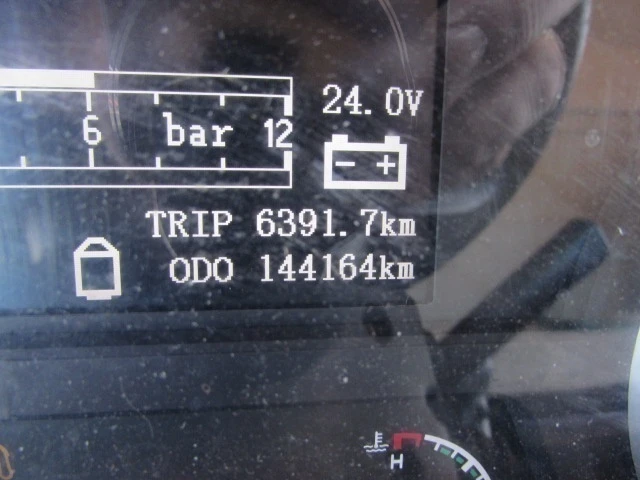 24.0V
6 bar 12
- +
TRIP 6391.7km
ODO 144164km
H